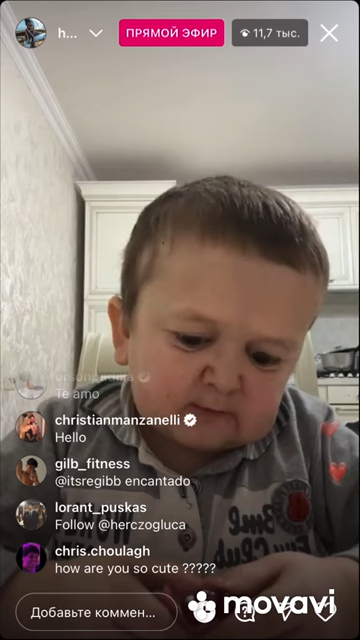 h...
ПРЯМОЙ ЭФИР
11,7 тыс.
Te amo
christianmanzanelli
Hello
gilb_fitness
@itsregibb encantado
lorant_puskas
Follow @herczogluca
chris.choulagh
how are you so cute ?????
Добавьте коммен...
movavi